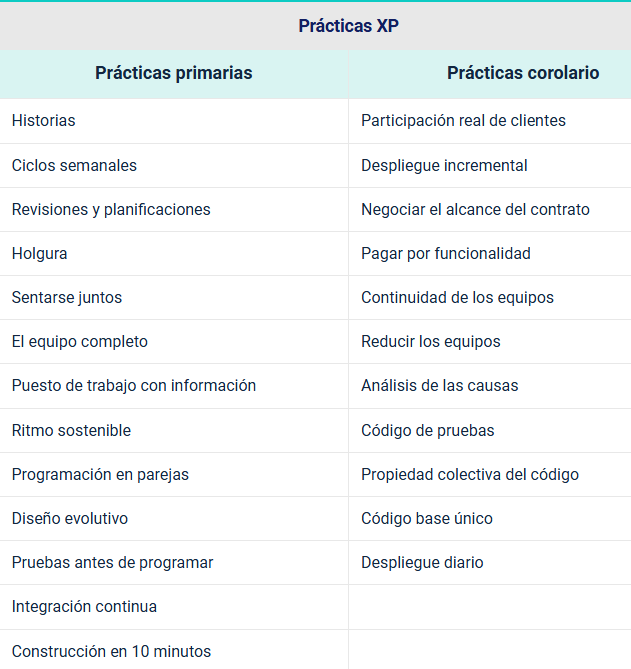 Prácticas XP
Prácticas primarias Prácticas corolario
Historias Participación real de clientes
Ciclos semanales Despliegue incremental
Revisiones y planificaciones Negociar el alcance del contrato
Holgura Pagar por funcionalidad
Sentarse juntos Continuidad de los equipos
El equipo completo Reducir los equipos
Puesto de trabajo con información Análisis de las causas
Ritmo sostenible Código de pruebas
Programación en parejas Propiedad colectiva del código
Diseño evolutivo Código base único
Pruebas antes de programar Despliegue diario
Integración continua
Construcción en 10 minutos